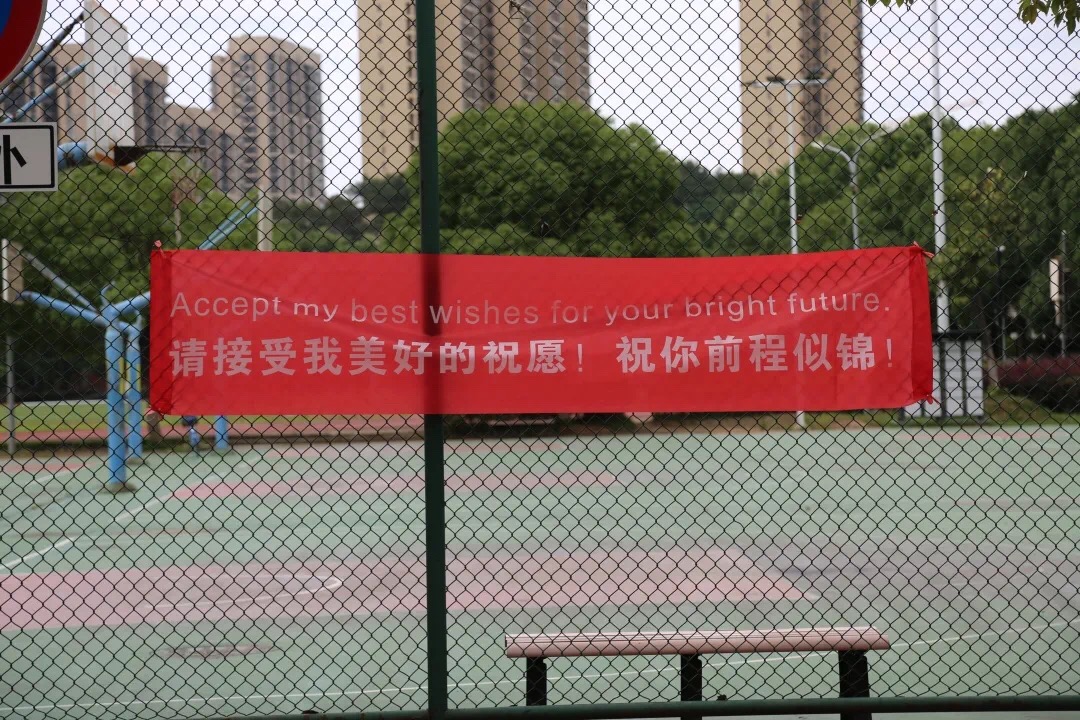 外
Accept my best wishes for your bright future.
请接受我美好的祝愿！ 祝你前程似锦！